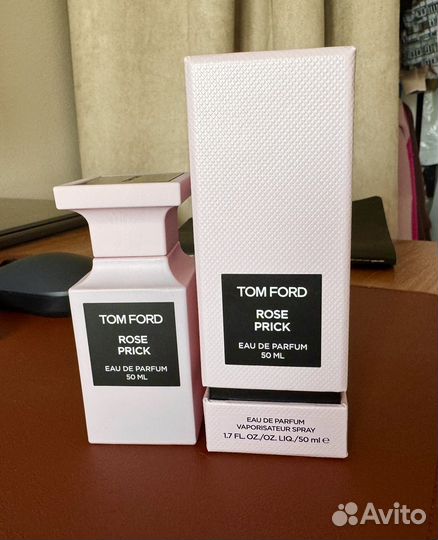 TOM FORD
ROSE
PRICK
EAU DE PARFUM
50 ML
TOM FORD
ROSE
PRICK
EAU DE PARFUM
50 ML
EAU DE PARFUM
VAPORISATEUR SPRAY
1.7 FL. OZ./OZ. LIQ./50 ml e
Avito